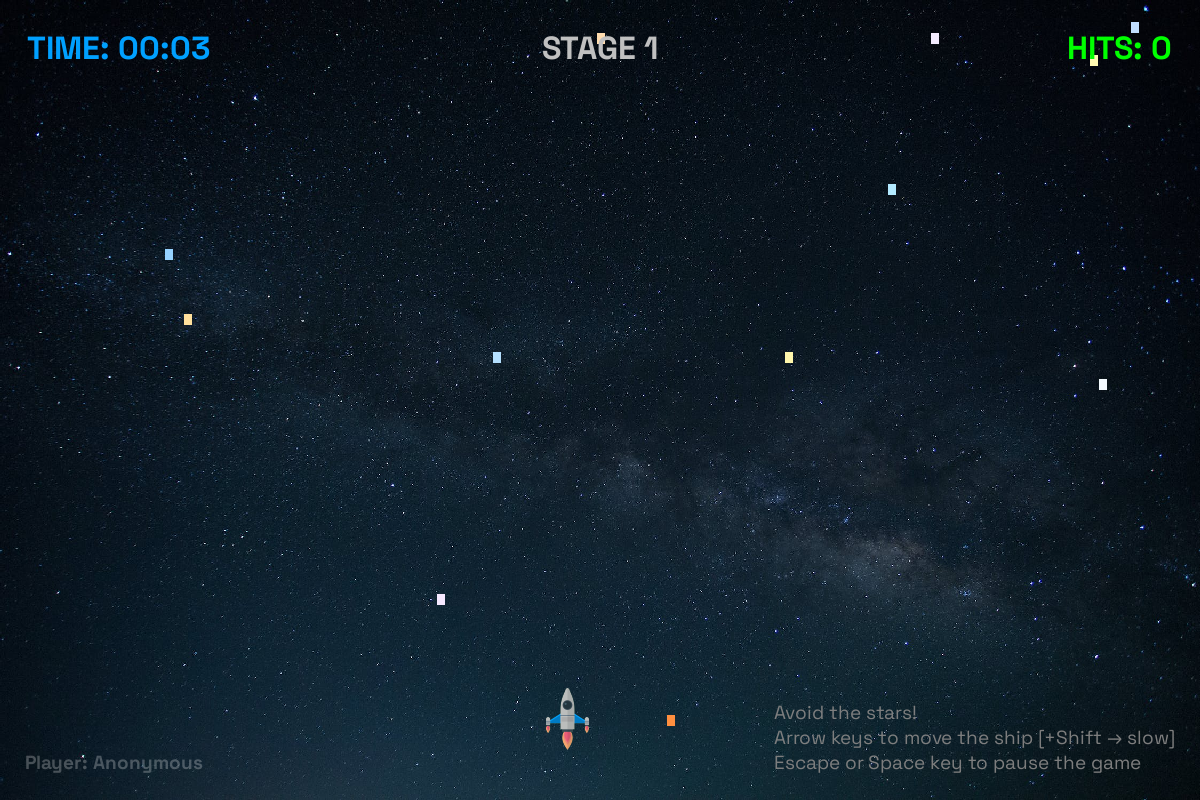 TIME: 00:03
STAGE 1
HITS: 0
Avoid the stars!
Arrow keys to move the ship [+Shift → slow]
Escape or Space key to pause the game
Player: Anonymous